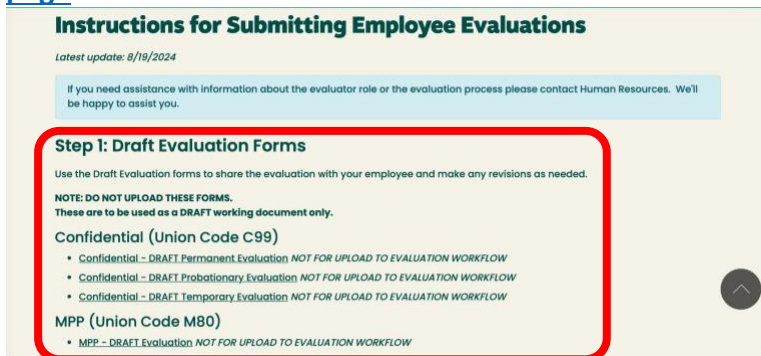 Instructions for Submitting Employee Evaluations
Latest update: 8/19/2024
If you need assistance with information about the evaluator role or the evaluation process please contact Human Resources. We'll
be happy to assist you.
Step 1: Draft Evaluation Forms
Use the Draft Evaluation forms to share the evaluation with your employee and make any revisions as needed.
NOTE: DO NOT UPLOAD THESE FORMS.
These are to be used as a DRAFT working document only.
Confidential (Union Code C99)
• Confidential - DRAFT Permanent Evaluation NOT FOR UPLOAD TO EVALUATION WORKFLOW
• Confidential - DRAFT Probationary Evaluation NOT FOR UPLOAD TO EVALUATION WORKFLOW
• Confidential - DRAFT Temporary Evaluation NOT FOR UPLOAD TO EVALUATION WORKFLOW
MPP (Union Code M80)
• MPP - DRAFT Evaluation NOT FOR UPLOAD TO EVALUATION WORKFLOW